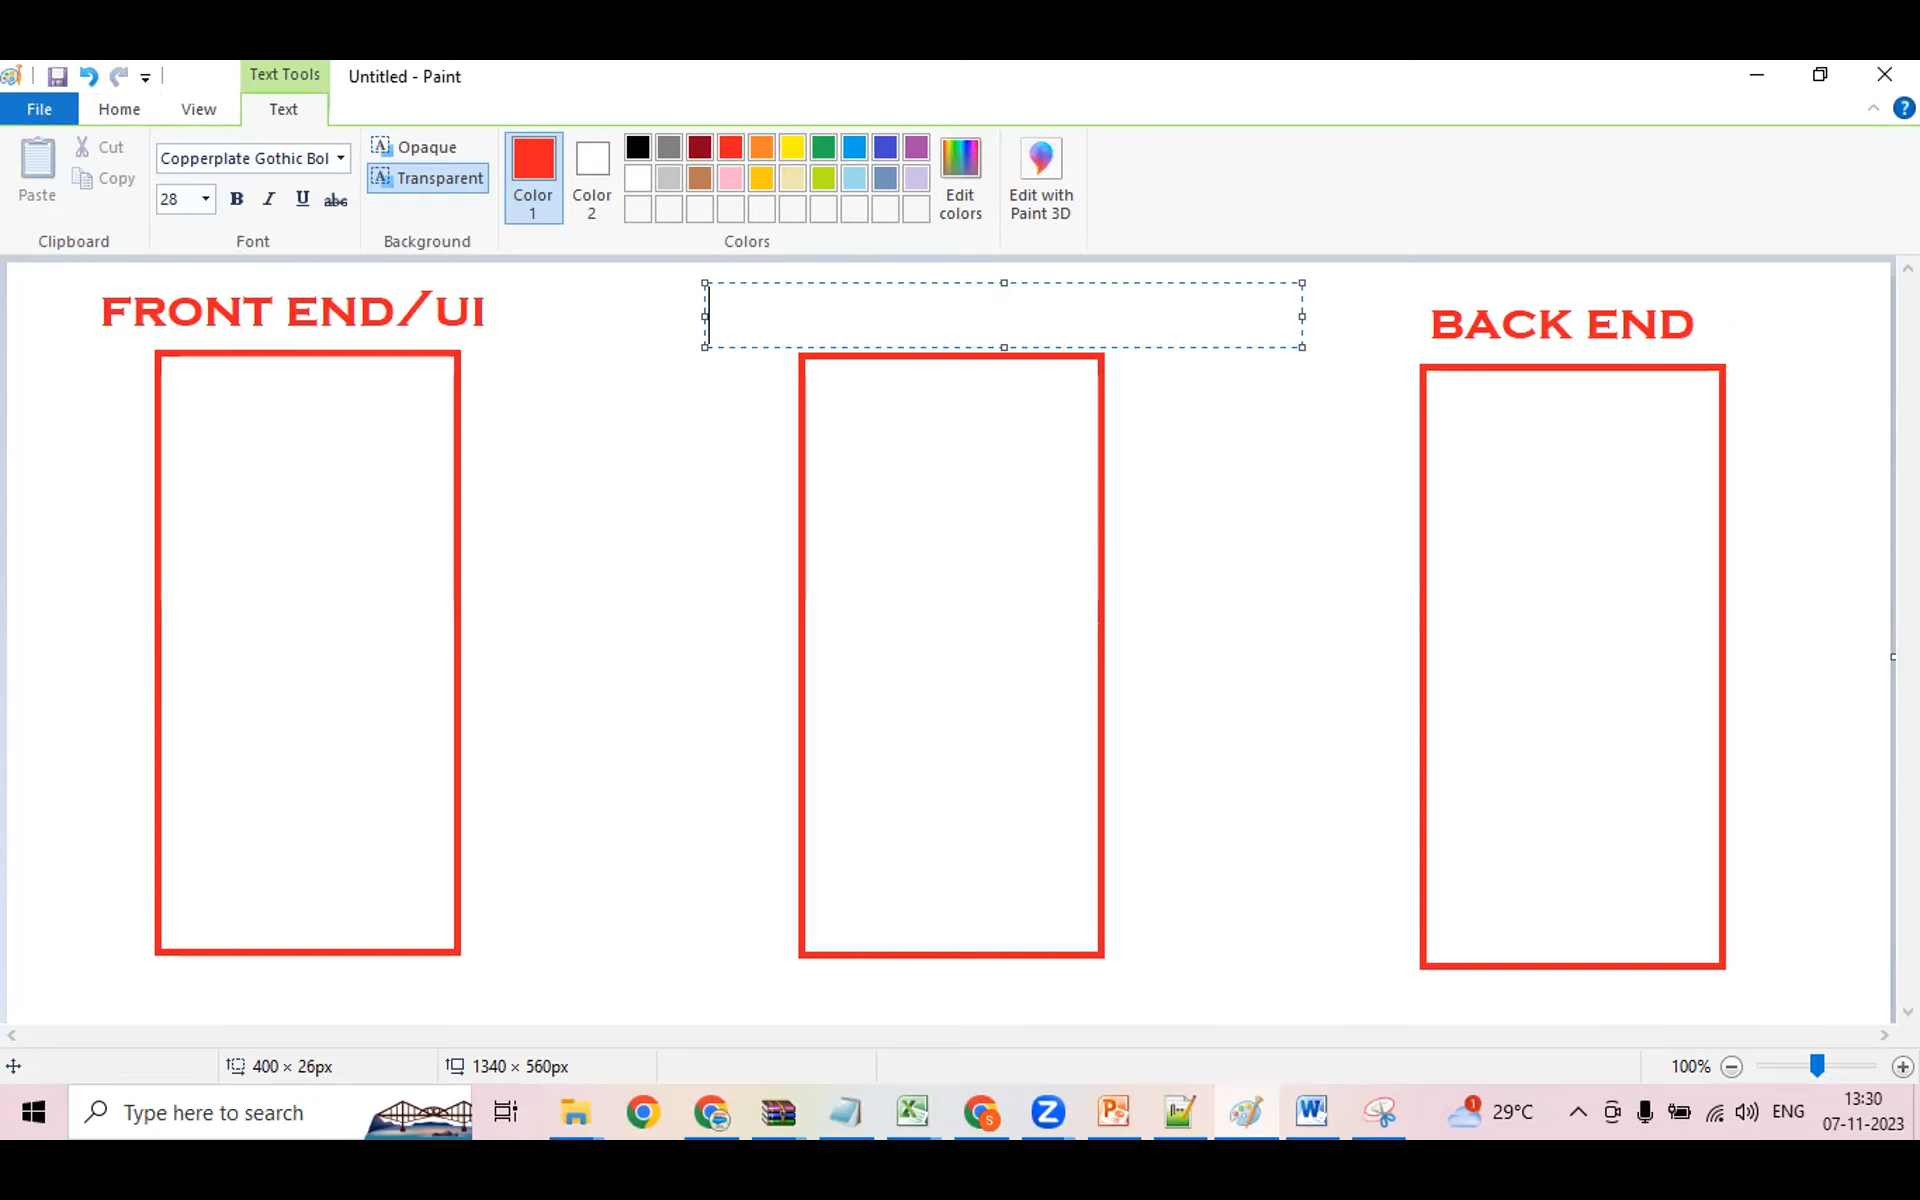 Text Tools
Untitled - Paint
File
Home
View
Text
Paste
Cut
Copy
Clipboard
Copperplate Gothic Bol
28
B I U abc
Font
Opaque
Transparent
Background
Color 1
Color 2
Edit colors
Colors
Edit with Paint 3D
FRONT END/UI
BACK END
400 × 26px
1340 × 560px
100%
Type here to search
29°C
ENG
13:30
07-11-2023